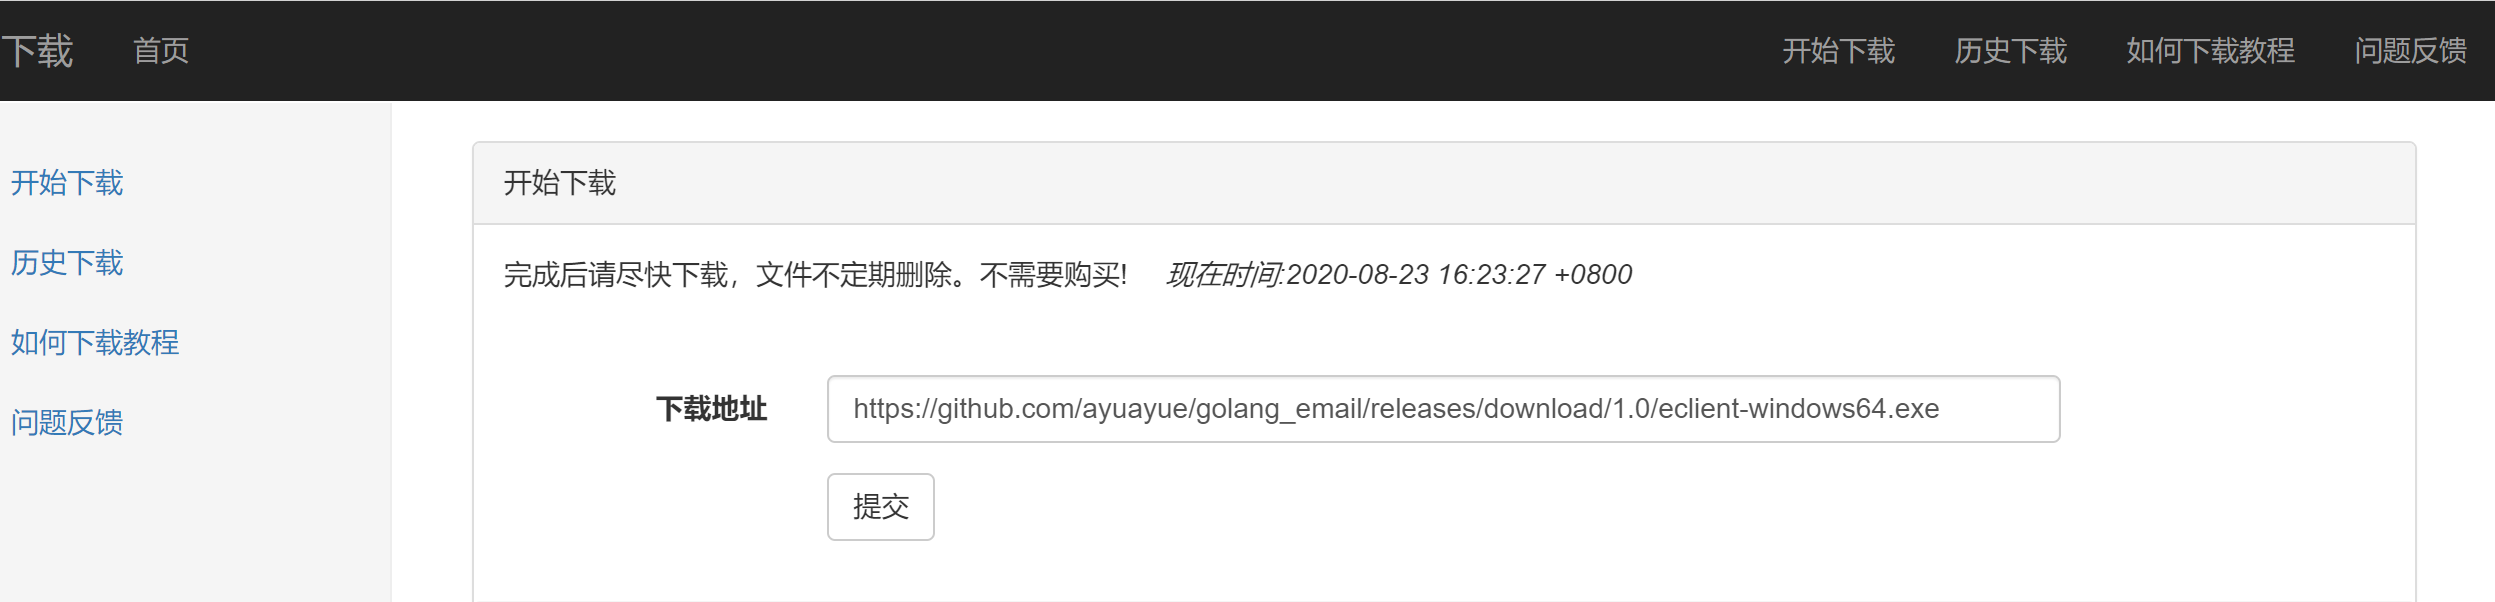 下载 首页 开始下载 历史下载 如何下载教程 问题反馈
开始下载
历史下载
如何下载教程
问题反馈
开始下载
完成后请尽快下载，文件不定期删除。不需要购买! 现在时间:2020-08-23 16:23:27 +0800
下载地址 https://github.com/ayuayue/golang_email/releases/download/1.0/eclient-windows64.exe
提交